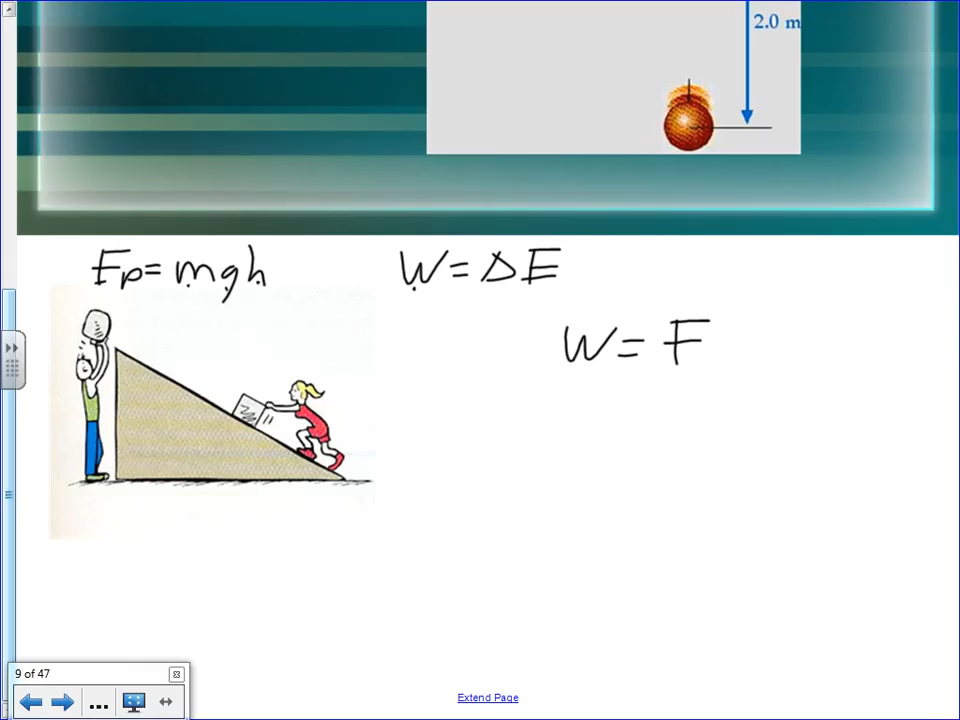 2.0 m
Ep=mgh W=ΔE
W=F
9 of 47
...
Extend Page